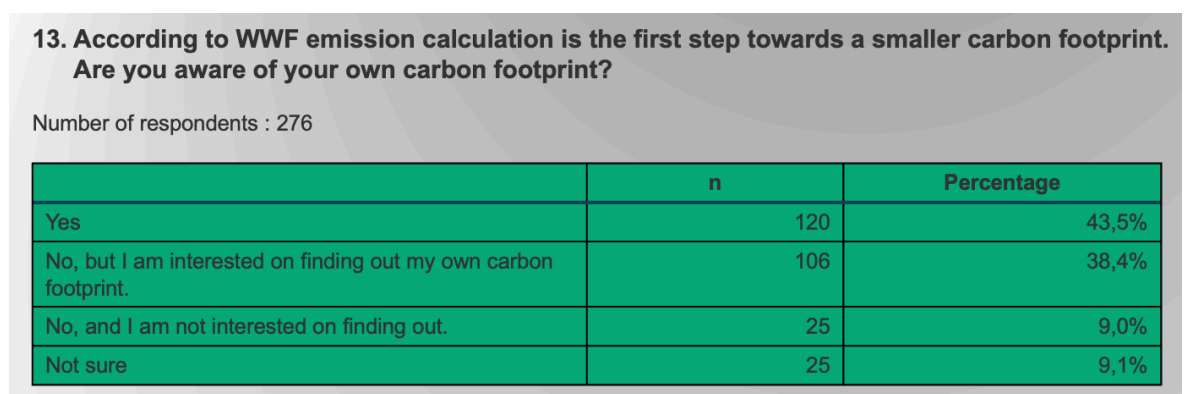 13. According to WWF emission calculation is the first step towards a smaller carbon footprint.
Are you aware of your own carbon footprint?
Number of respondents : 276
n Percentage
Yes 120 43,5%
No, but I am interested on finding out my own carbon 106 38,4%
footprint.
No, and I am not interested on finding out. 25 9,0%
Not sure 25 9,1%